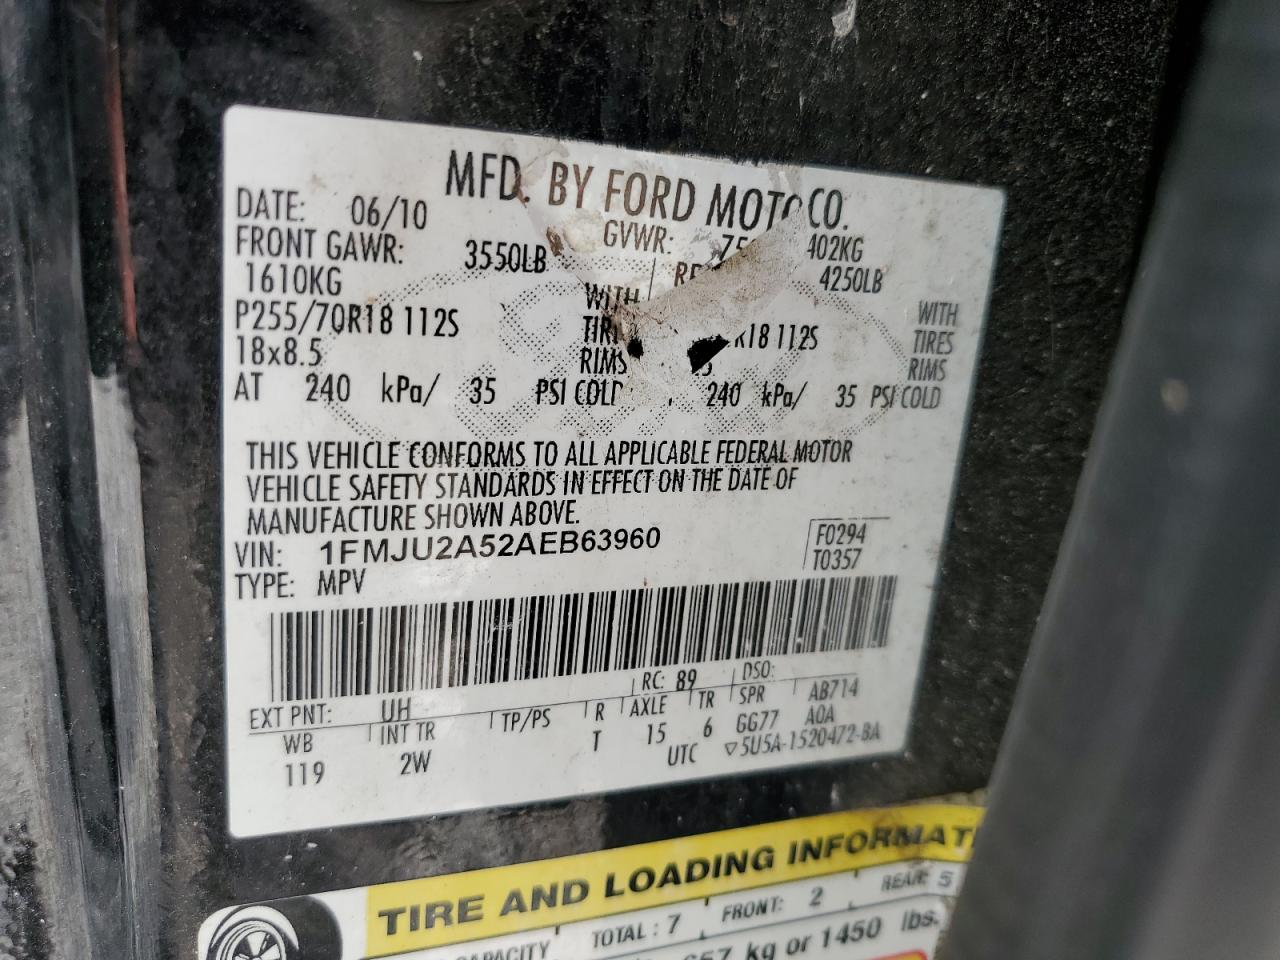 MFD. BY FORD MOTO CO.
DATE: 06/10 GVWR: 402KG
FRONT GAWR: 3550LB 4250LB
1610KG WITH WITH
P255/70R18 112S R18 112S TIRES
18x8.5 RIMS RIMS
AT 240 kPa/ 35 PSI COLD 240 kPa/ 35 PSI COLD
THIS VEHICLE CONFORMS TO ALL APPLICABLE FEDERAL MOTOR
VEHICLE SAFETY STANDARDS IN EFFECT ON THE DATE OF
MANUFACTURE SHOWN ABOVE.
VIN: 1FMJU2A52AEB63960 F0294
TYPE: MPV T0357
EXT PNT: UH RC: 89 DSO:
WB INT TR TP/PS R AXLE TR SPR AB714
119 2W T 15 6 GG77 AOA
UTC ▽5U5A-1520472-BA
TIRE AND LOADING INFORMAT
CAPACITY TOTAL: 7 FRONT: 2 REAR: 5
657 kg or 1450 lbs.